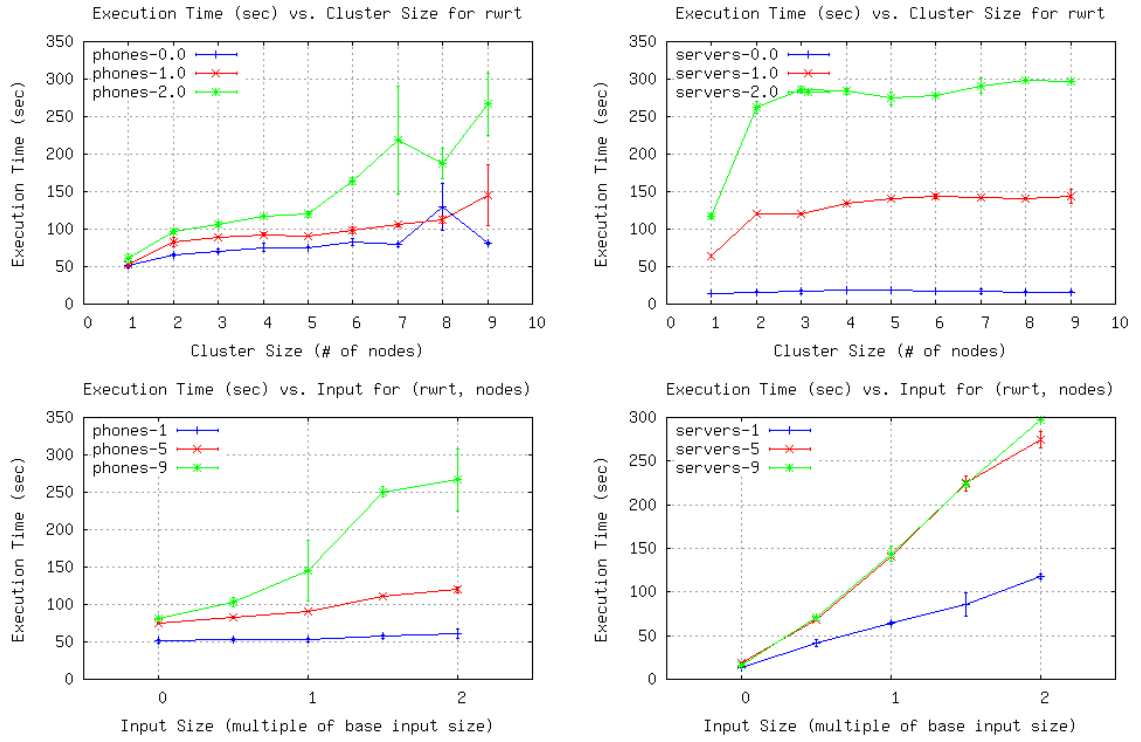 Execution Time (sec) vs. Cluster Size for rwrt
350
300
250
200
150
100
50
0
Execution Time (sec)
phones-0.0
phones-1.0
phones-2.0
0 1 2 3 4 5 6 7 8 9 10
Cluster Size (# of nodes)
Execution Time (sec) vs. Cluster Size for rwrt
350
300
250
200
150
100
50
0
Execution Time (sec)
servers-0.0
servers-1.0
servers-2.0
0 1 2 3 4 5 6 7 8 9 10
Cluster Size (# of nodes)
Execution Time (sec) vs. Input for (rwrt, nodes)
350
300
250
200
150
100
50
0
Execution Time (sec)
phones-1
phones-5
phones-9
0 1 2
Input Size (multiple of base input size)
Execution Time (sec) vs. Input for (rwrt, nodes)
300
250
200
150
100
50
0
Execution Time (sec)
servers-1
servers-5
servers-9
0 1 2
Input Size (multiple of base input size)